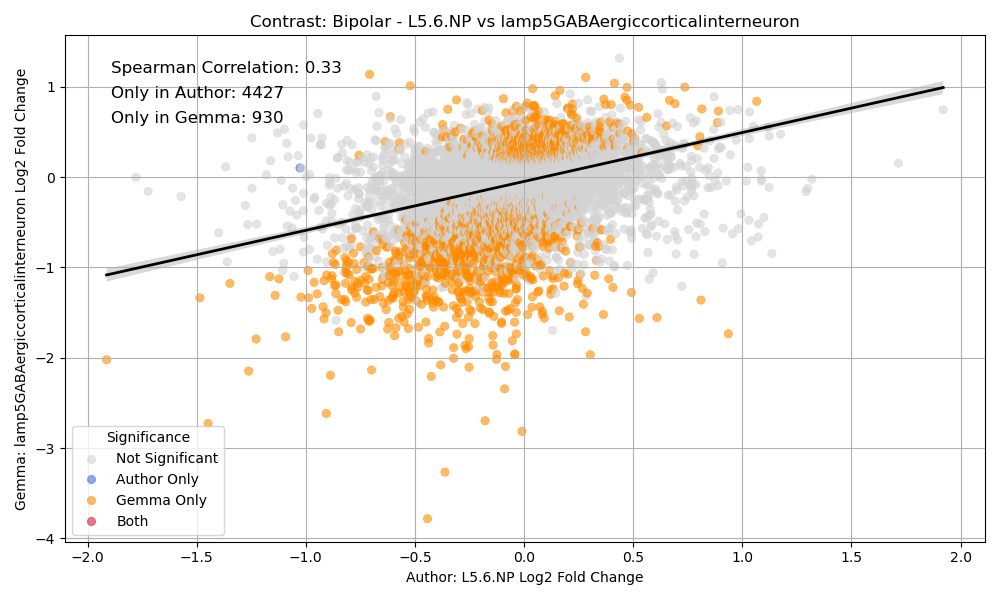 Contrast: Bipolar - L5.6.NP vs lamp5GABAergiccorticalinterneuron
Spearman Correlation: 0.33
Only in Author: 4427
Only in Gemma: 930
Gemma: lamp5GABAergiccorticalinterneuron Log2 Fold Change
1
0
−1
−2
−3
−4
Significance
Not Significant
Author Only
Gemma Only
Both
−2.0
−1.5
−1.0
−0.5
0.0
0.5
1.0
1.5
2.0
Author: L5.6.NP Log2 Fold Change